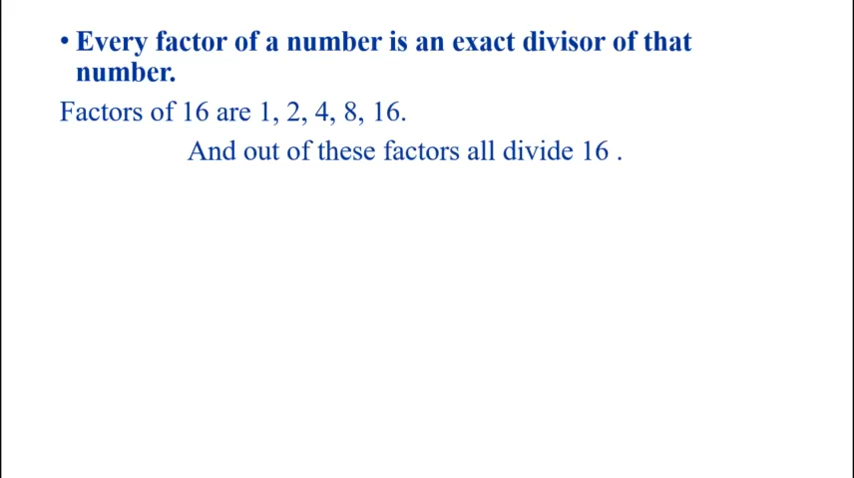 • Every factor of a number is an exact divisor of that
number.
Factors of 16 are 1, 2, 4, 8, 16.
And out of these factors all divide 16 .